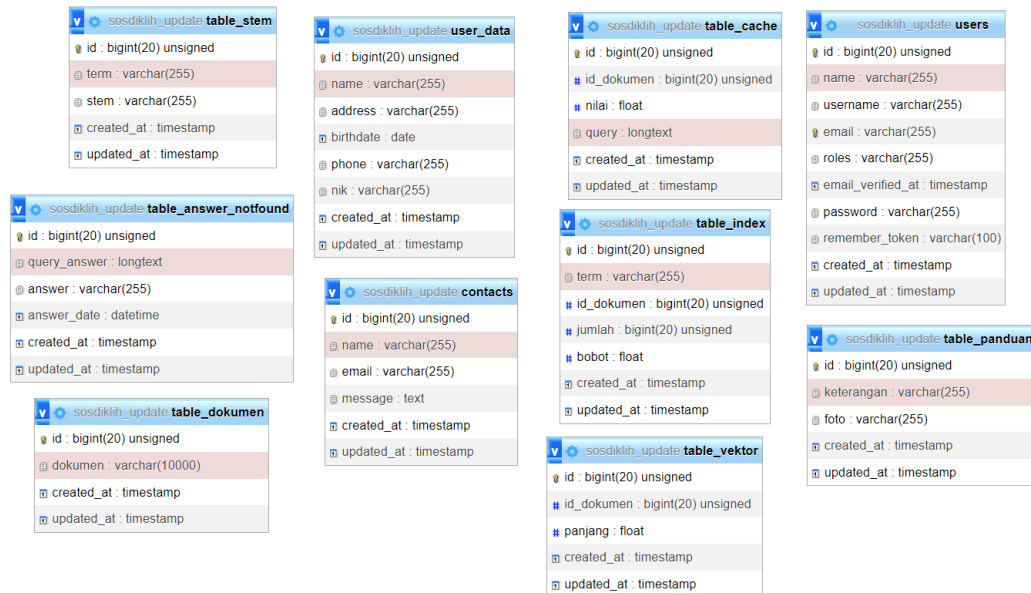 sosdiklih_update table_stem
id : bigint(20) unsigned
term : varchar(255)
stem : varchar(255)
created_at : timestamp
updated_at : timestamp
sosdiklih_update user_data
id : bigint(20) unsigned
name : varchar(255)
address : varchar(255)
birthdate : date
phone : varchar(255)
nik : varchar(255)
created_at : timestamp
updated_at : timestamp
sosdiklih_update table_cache
id : bigint(20) unsigned
id_dokumen : bigint(20) unsigned
nilai : float
query : longtext
created_at : timestamp
updated_at : timestamp
sosdiklih_update users
id : bigint(20) unsigned
name : varchar(255)
username : varchar(255)
email : varchar(255)
roles : varchar(255)
email_verified_at : timestamp
password : varchar(255)
remember_token : varchar(100)
created_at : timestamp
updated_at : timestamp
sosdiklih_update table_answer_notfound
id : bigint(20) unsigned
query_answer : longtext
answer : varchar(255)
answer_date : datetime
created_at : timestamp
updated_at : timestamp
sosdiklih_update contacts
id : bigint(20) unsigned
name : varchar(255)
email : varchar(255)
message : text
created_at : timestamp
updated_at : timestamp
sosdiklih_update table_index
id : bigint(20) unsigned
term : varchar(255)
id_dokumen : bigint(20) unsigned
jumlah : bigint(20) unsigned
bobot : float
created_at : timestamp
updated_at : timestamp
sosdiklih_update table_panduan
id : bigint(20) unsigned
keterangan : varchar(255)
foto : varchar(255)
created_at : timestamp
updated_at : timestamp
sosdiklih_update table_dokumen
id : bigint(20) unsigned
dokumen : varchar(10000)
created_at : timestamp
updated_at : timestamp
sosdiklih_update table_vektor
id : bigint(20) unsigned
id_dokumen : bigint(20) unsigned
panjang : float
created_at : timestamp
updated_at : timestamp